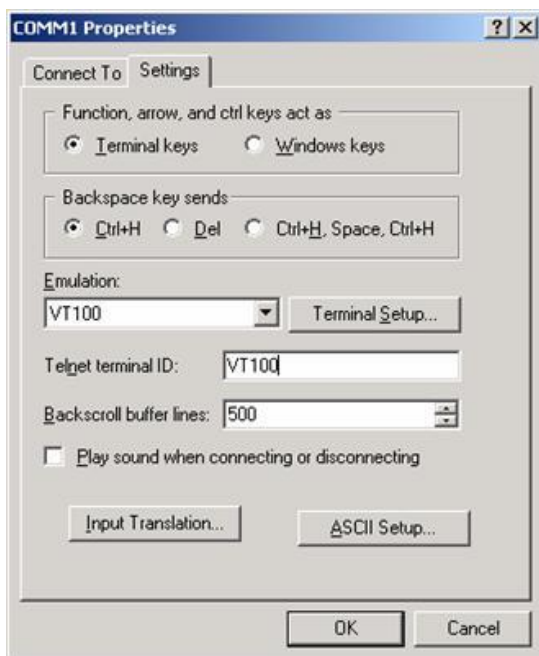 COMM1 Properties
Connect To Settings
Function, arrow, and ctrl keys act as
Terminal keys Windows keys
Backspace key sends
Ctrl+H Del Ctrl+H, Space, Ctrl+H
Emulation:
VT100 Terminal Setup...
Telnet terminal ID: VT100
Backscroll buffer lines: 500
Play sound when connecting or disconnecting
Input Translation... ASCII Setup...
OK Cancel